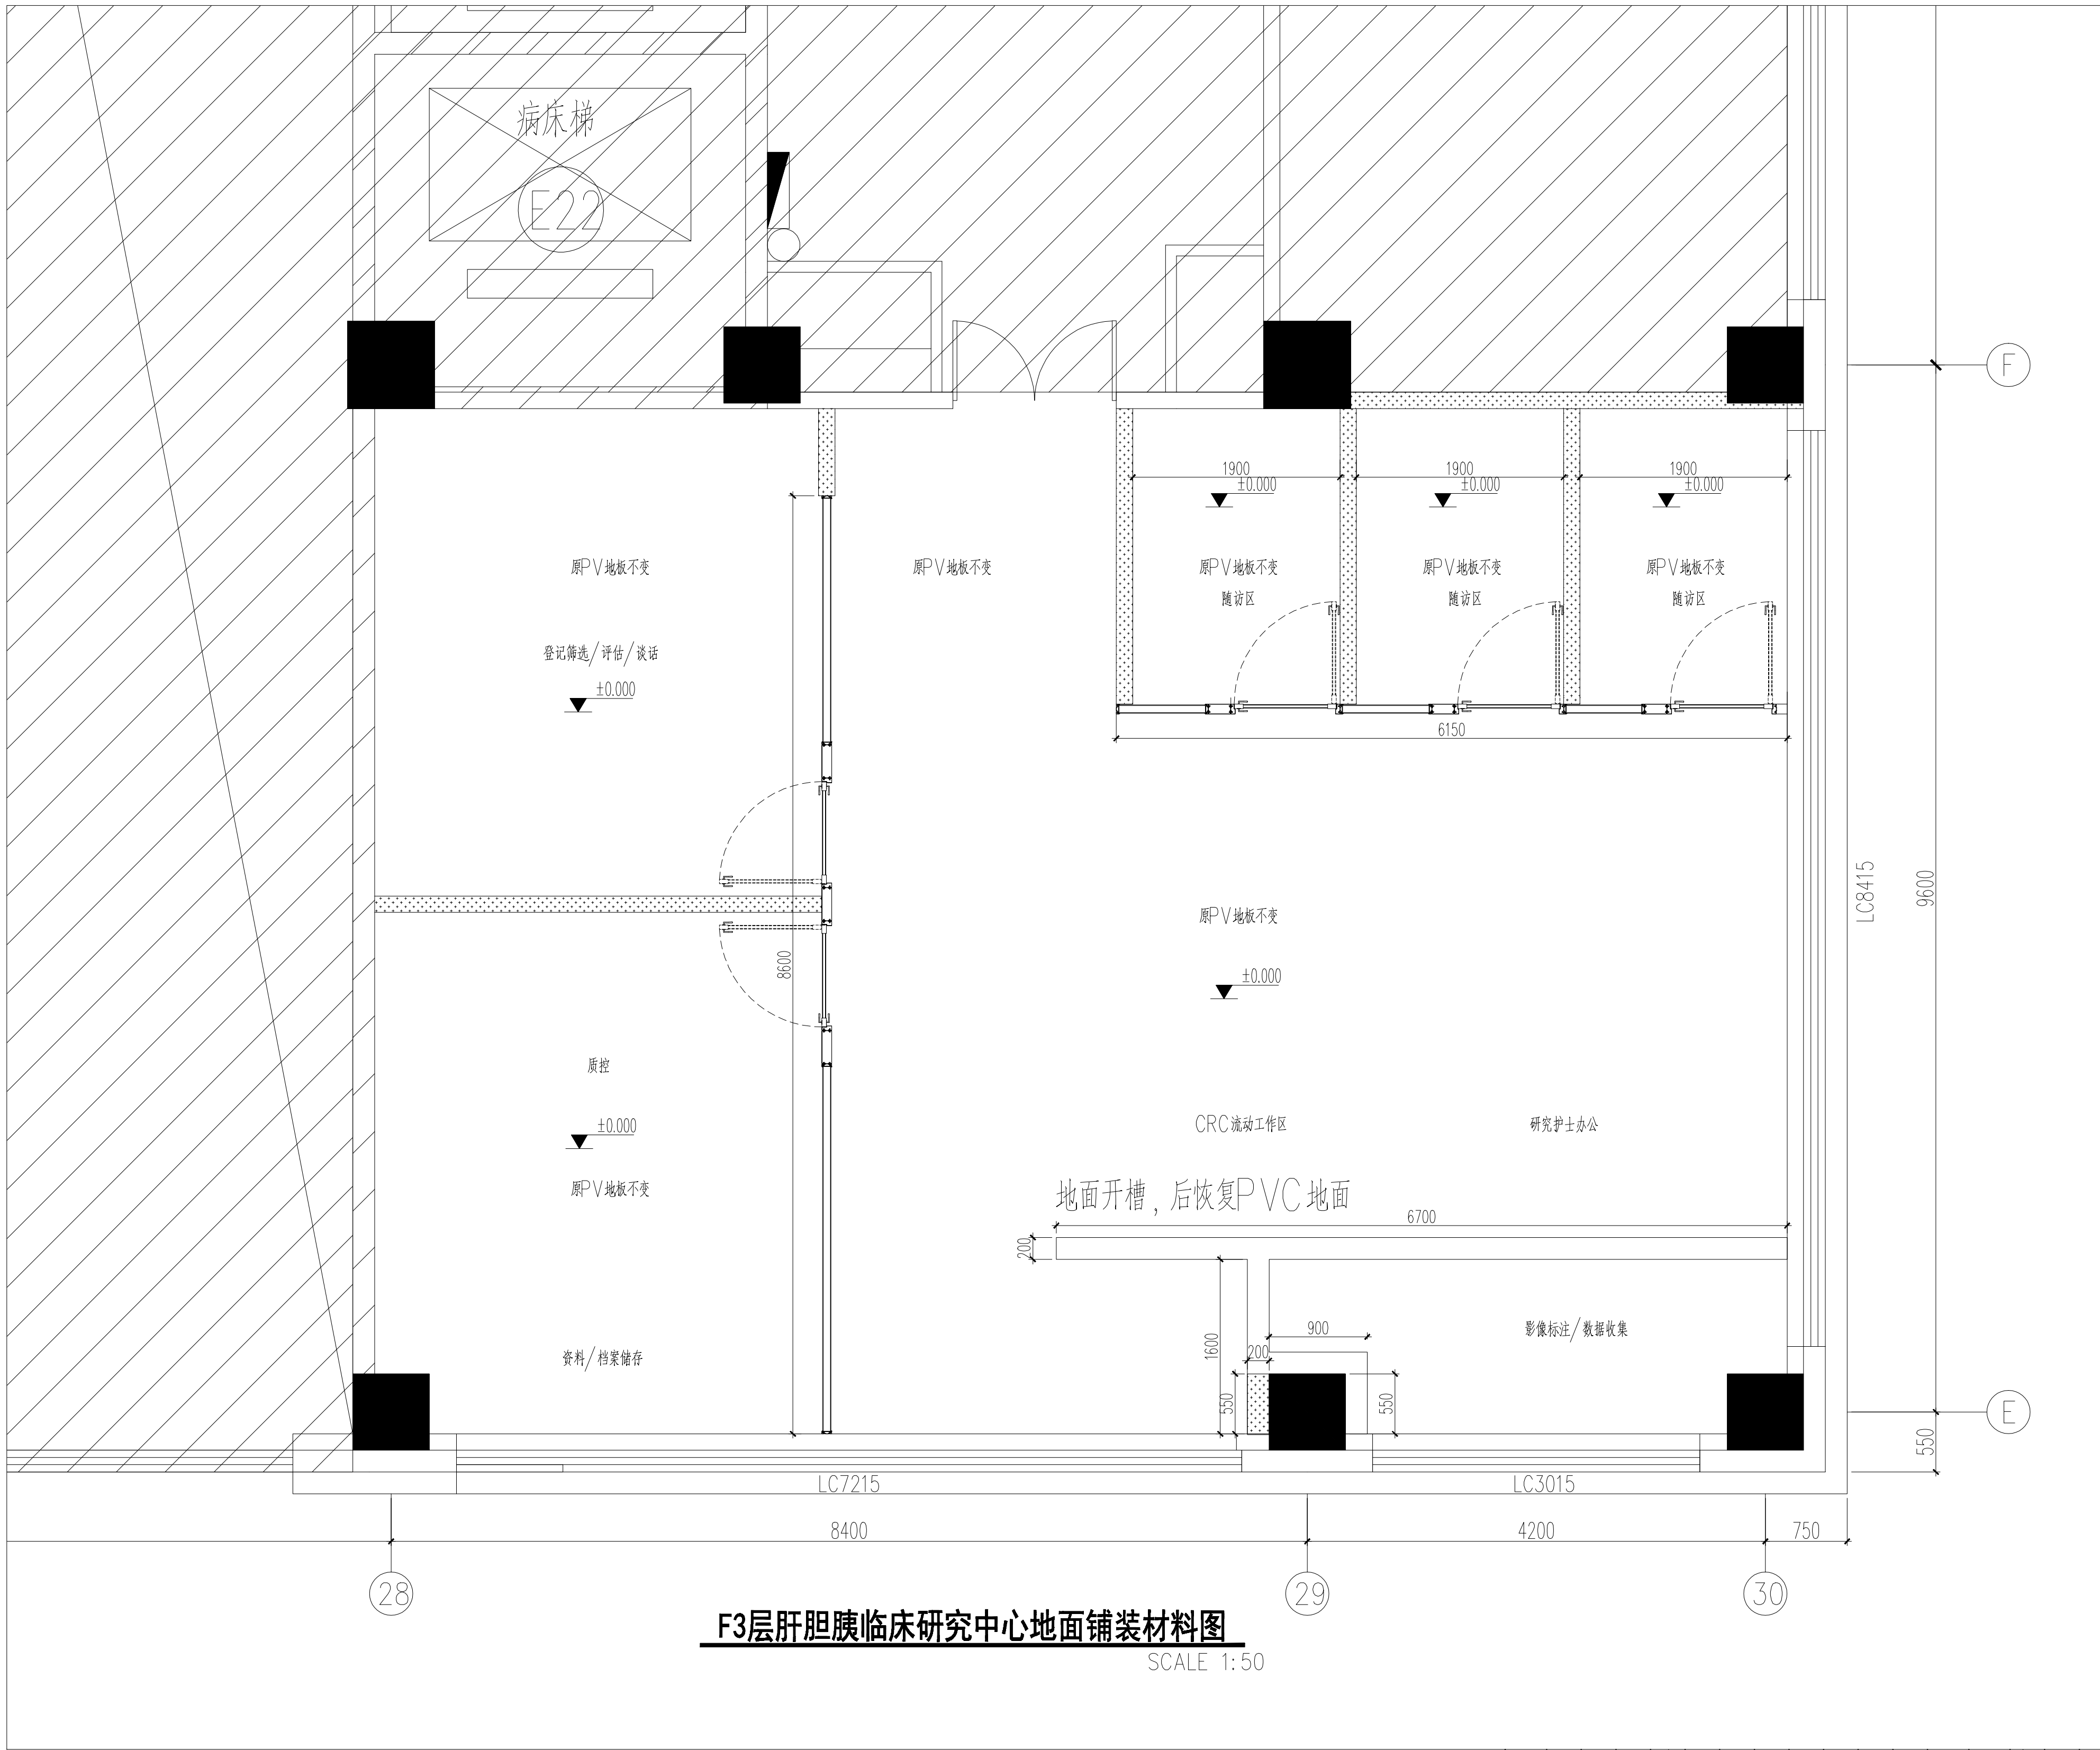 病床梯
E22
F
1900
1900
1900
±0.000
±0.000
±0.000
原PV地板不变
原PV地板不变
原PV地板不变
原PV地板不变
原PV地板不变
随访区
随访区
随访区
登记筛选/评估/谈话
±0.000
6150
LC8415
9600
8600
原PV地板不变
±0.000
质控
±0.000
CRC流动工作区
研究护士办公
原PV地板不变
地面开槽,后恢复PVC地面
6700
200
1600
900
200
影像标注/数据收集
资料/档案储存
550
550
E
550
LC7215
LC3015
8400
4200
750
28
29
30
F3层肝胆胰临床研究中心地面铺装材料图
SCALE 1:50